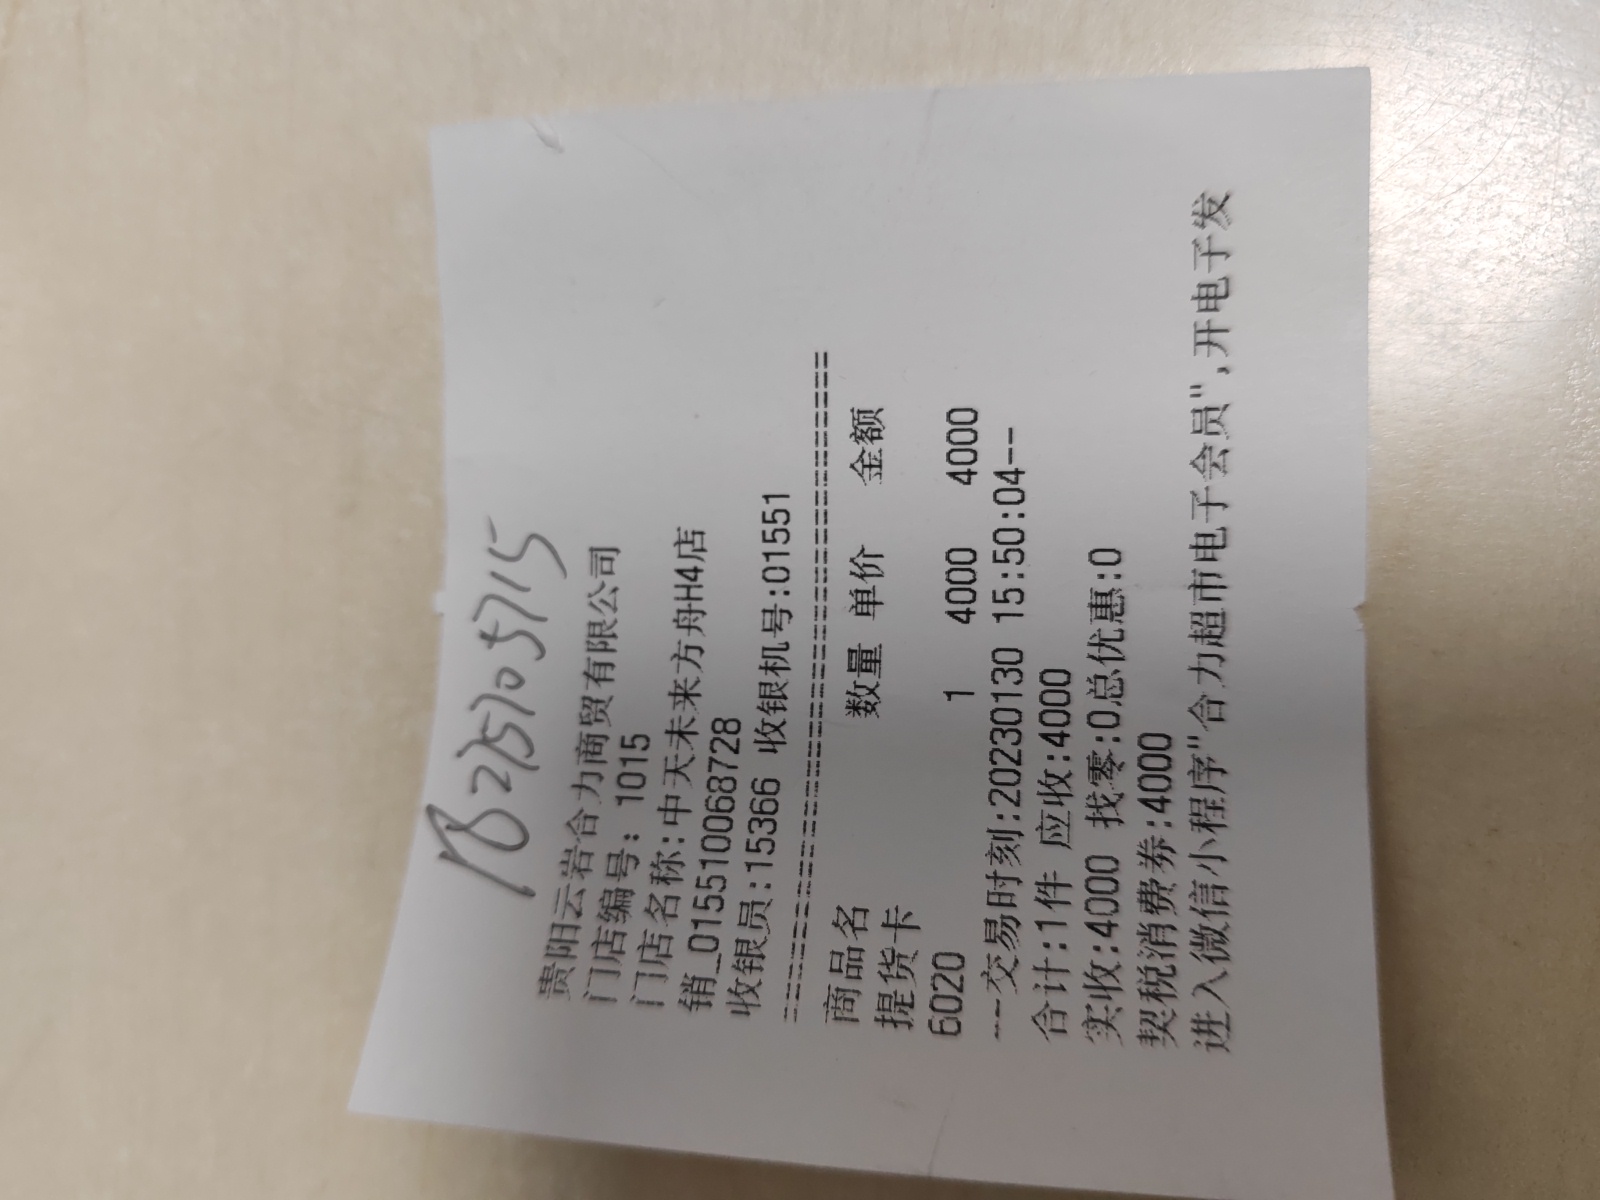 贵阳云岩合力商贸有限公司
门店编号: 1015
门店名称:中天未来方舟H4店
销_015510068728
收银员:15366 收银机号:01551
商品名 数量 单价 金额
提货卡
6020 1 4000 4000
--交易时刻:20230130 15:50:04--
合计:1件 应收:4000
实收:4000 找零:0总优惠:0
契税消费券:4000
进入微信小程序"合力超市电子会员",开电子发